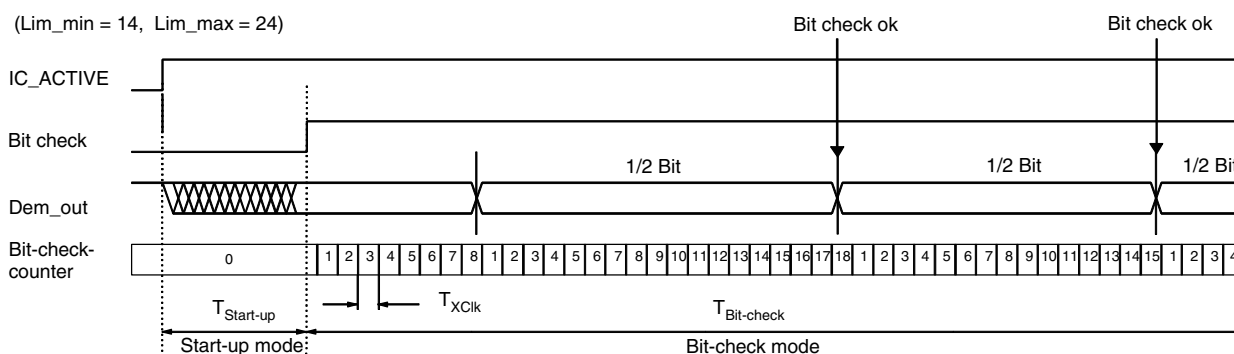 (Lim_min = 14, Lim_max = 24)
Bit check ok
Bit check ok
IC_ACTIVE
Bit check
1/2 Bit
1/2 Bit
1/2 Bit
Dem_out
Bit-check-
counter
0 1 2 3 4 5 6 7 8 1 2 3 4 5 6 7 8 9 10 11 12 13 14 15 16 17 18 1 2 3 4 5 6 7 8 9 10 11 12 13 14 15 1 2 3 4
TStart-up
TXClk
TBit-check
Start-up mode
Bit-check mode